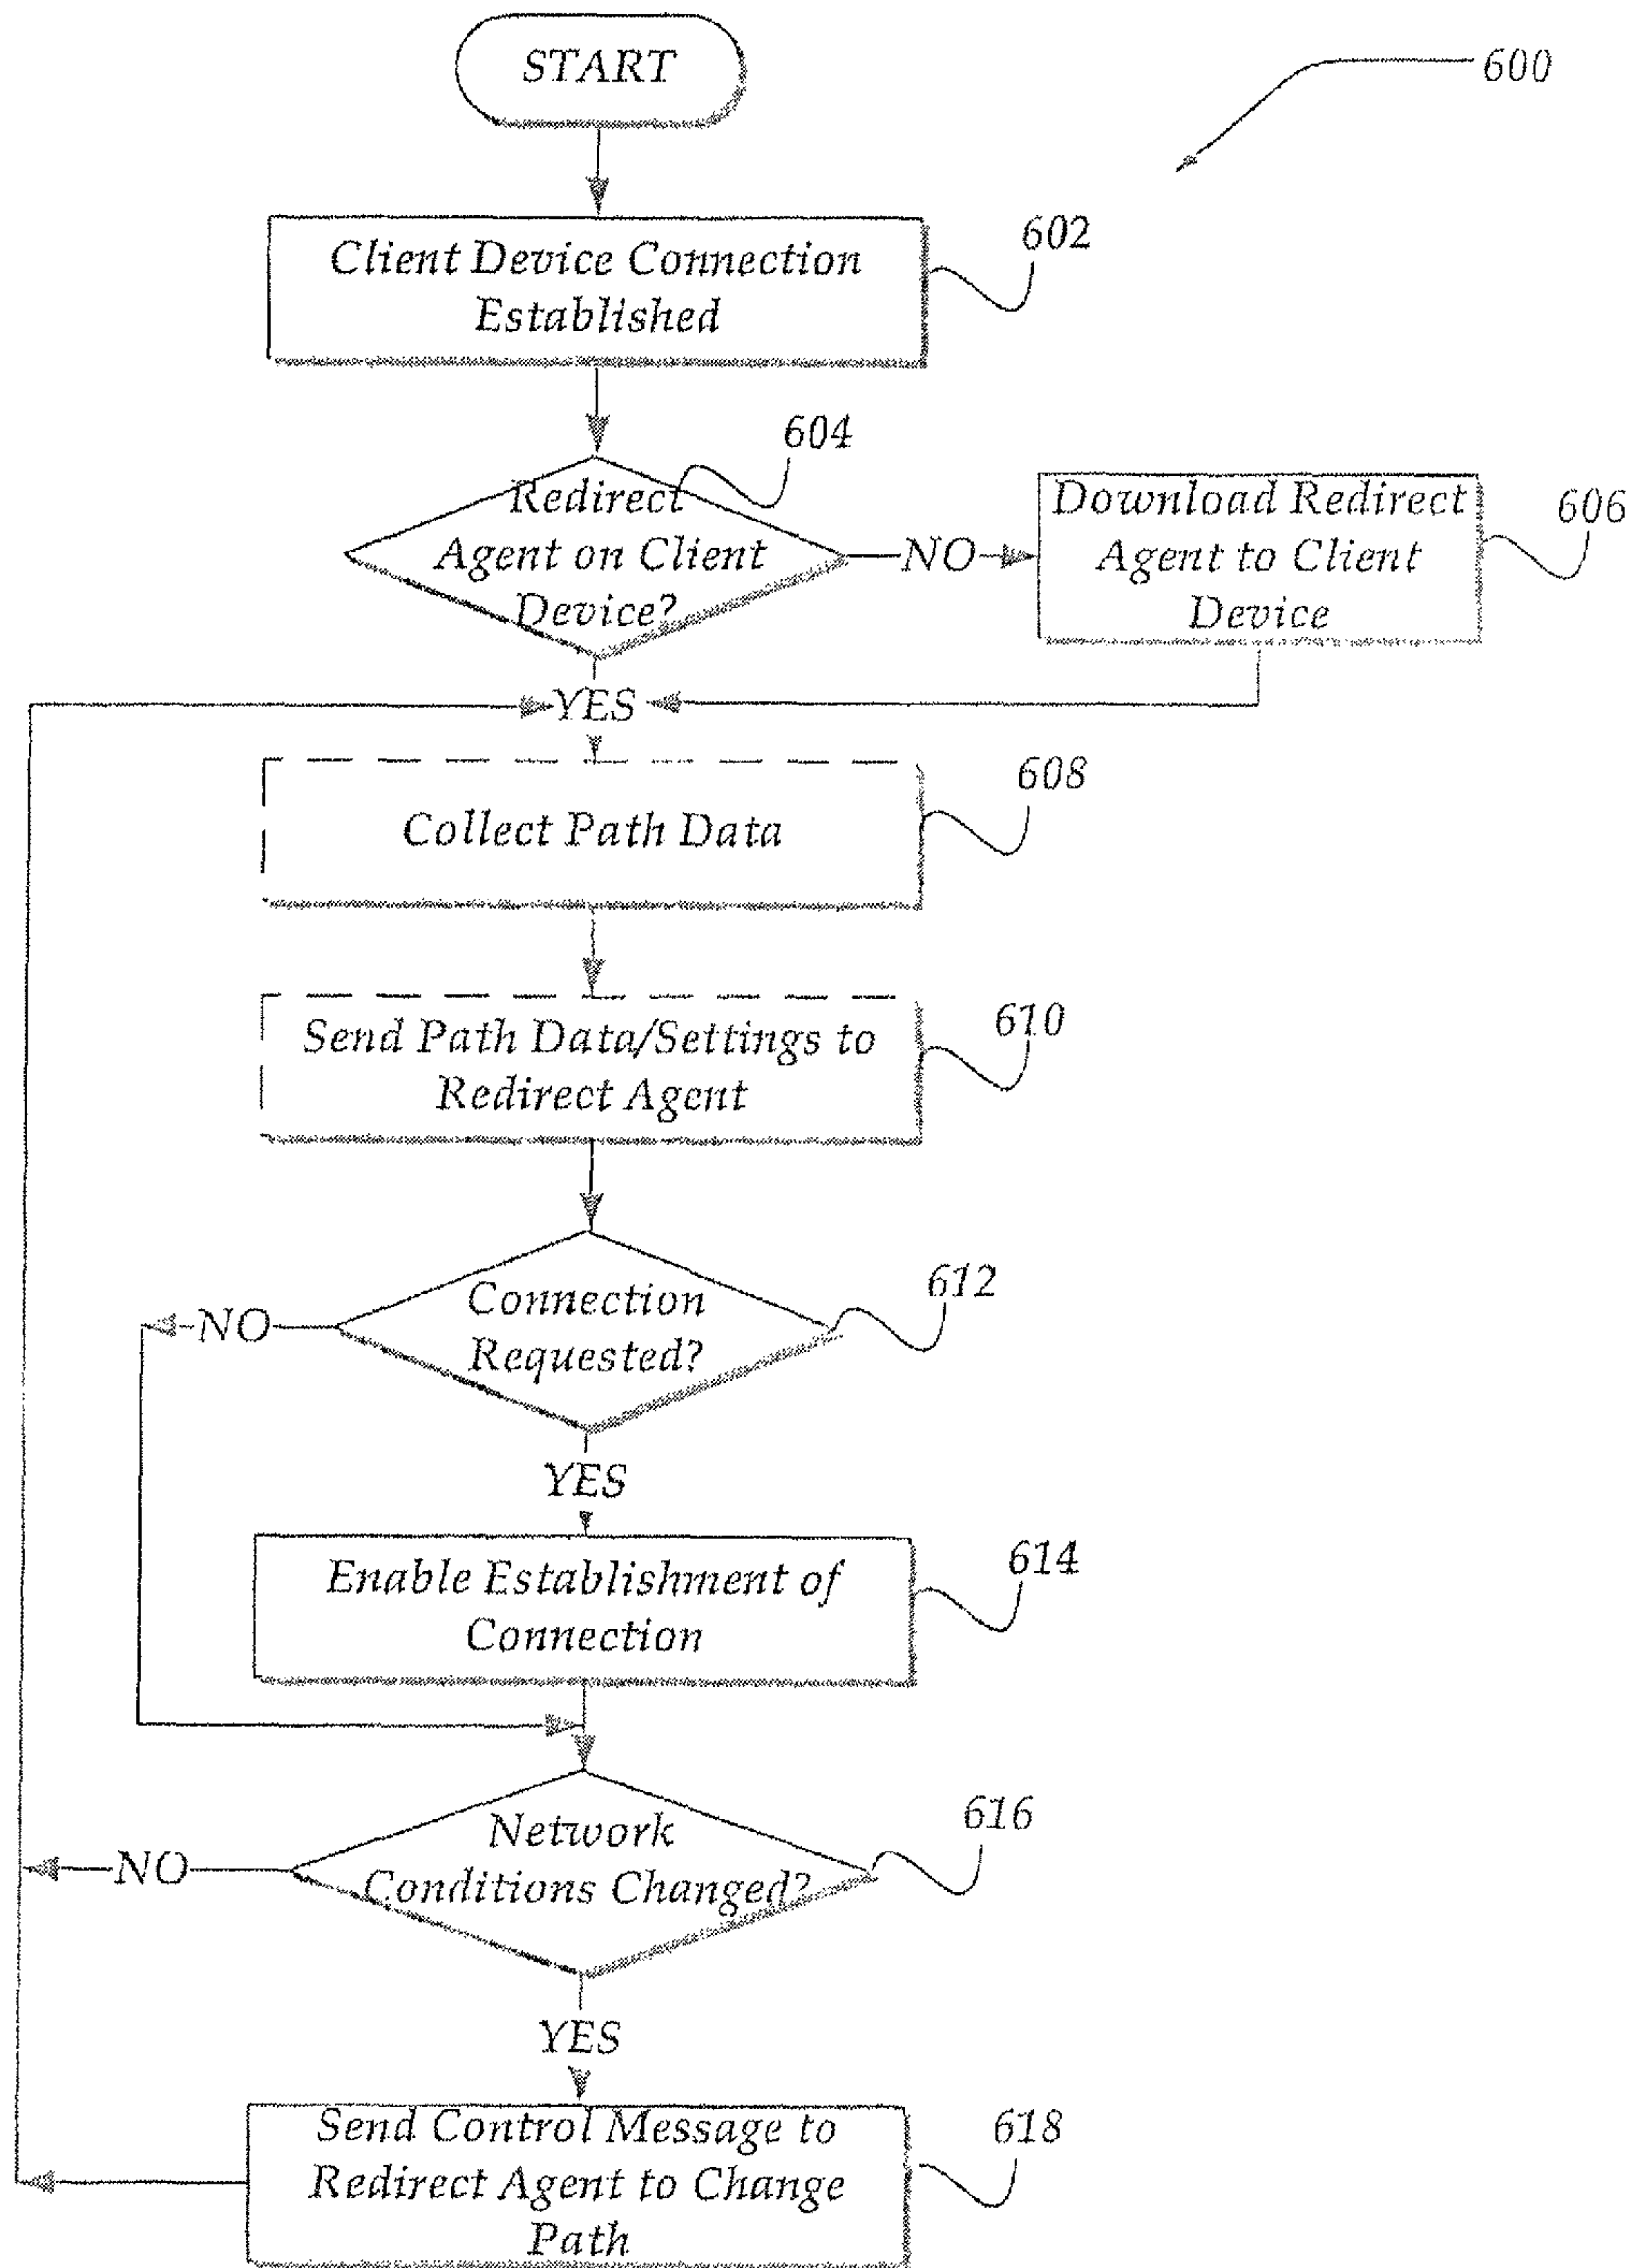 START
600
Client Device Connection
Established
602
604
Redirect
Agent on Client
Device?
NO
Download Redirect
Agent to Client
Device
606
YES
Collect Path Data
608
Send Path Data/Settings to
Redirect Agent
610
Connection
Requested?
612
NO
YES
Enable Establishment of
Connection
614
Network
Conditions Changed?
616
NO
YES
Send Control Message to
Redirect Agent to Change
Path
618